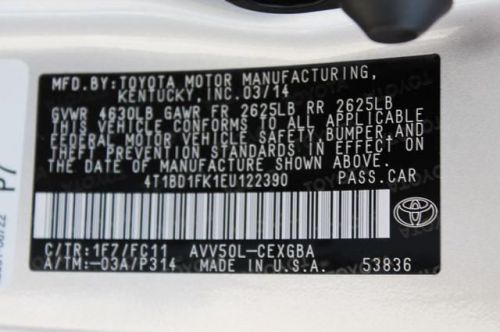 MFD.BY:TOYOTA MOTOR MANUFACTURING,
KENTUCKY,INC.03/14
GVWR 4630LB GAWR FR 2625LB RR 2625LB
THIS VEHICLE CONFORMS TO ALL APPLICABLE
FEDERAL MOTOR VEHICLE SAFETY,BUMPER,AND
THEFT PREVENTION STANDARDS IN EFFECT ON
THE DATE OF MANUFACTURE SHOWN ABOVE.
4T1BD1FK1EU122390 PASS.CAR
TOYOTA
C/TR:1F7/FC11 AVV50L-CEXGBA
A/TM:-03A/P314 MADE IN U.S.A. 53836
P7